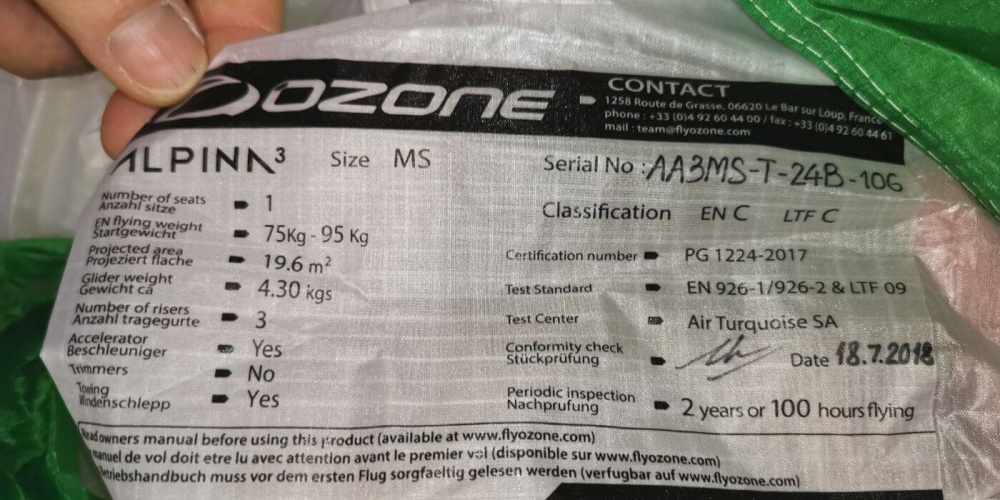 OZONE
CONTACT
1258 Route de Grasse, 06620 Le Bar sur Loup, France
phone : +33 (0)4 92 60 44 00 / fax : +33 (0)4 92 60 44 61
mail : team@flyozone.com
ALPINA³ Size MS
Serial No : AA3MS-T-24B-106
Classification EN C LTF C
Number of seats
Anzahl sitze 1
EN flying weight
Startgewicht 75Kg - 95 Kg
Projected area
Projeziert flache 19.6 m²
Glider weight
Gewicht ca 4.30 kgs
Number of risers
Anzahl tragegurte 3
Accelerator
Beschleuniger Yes
Trimmers No
Towing
Windenschlepp Yes
Certification number PG 1224-2017
Test Standard EN 926-1/926-2 & LTF 09
Test Center Air Turquoise SA
Conformity check
Stückprüfung Date 18.7.2018
Periodic inspection
Nachprufung 2 years or 100 hours flying
Read owners manual before using this product (available at www.flyozone.com)
manuel de vol doit etre lu avec attention avant le premier vol (disponible sur www.flyozone.com)
Betriebshandbuch muss vor dem ersten Flug sorgfaeltig gelesen werden (verfugbar auf www.flyozone.com)